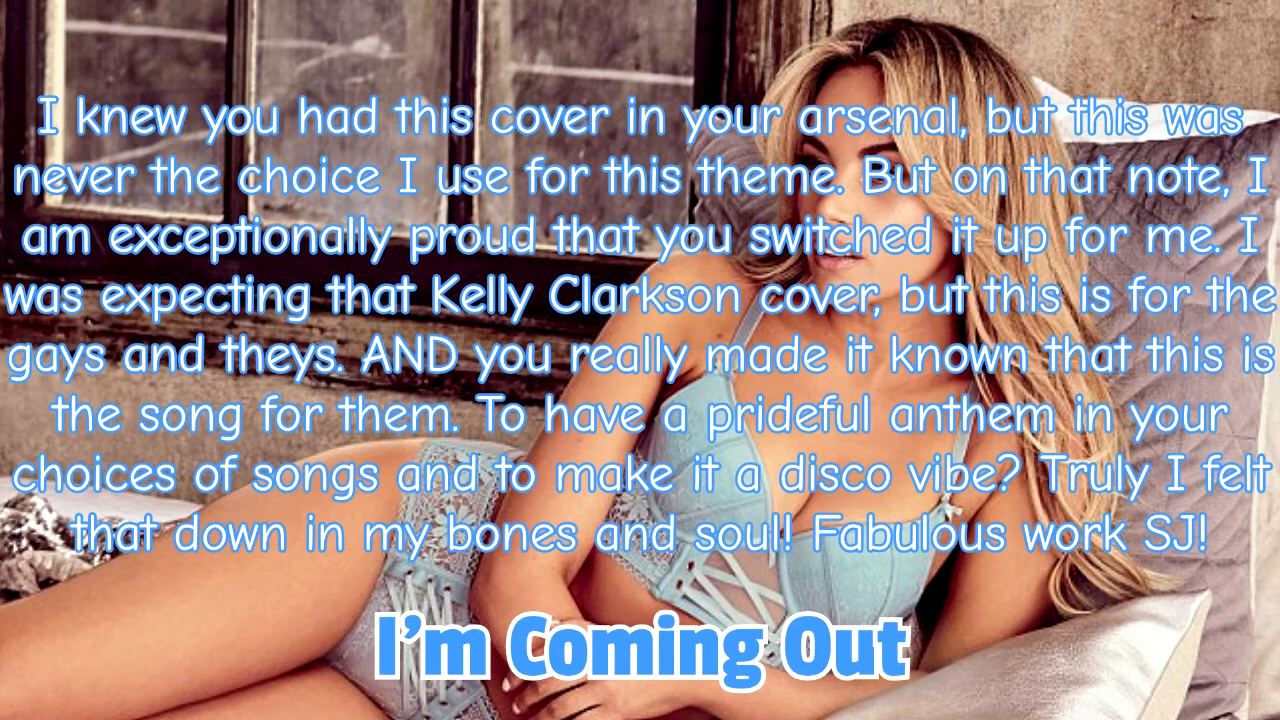 I knew you had this cover in your arsenal, but this was
never the choice I use for this theme. But on that note, I
am exceptionally proud that you switched it up for me. I
was expecting that Kelly Clarkson cover, but this is for the
gays and theys. AND you really made it known that this is
the song for them. To have a prideful anthem in your
choices of songs and to make it a disco vibe? Truly I felt
that down in my bones and soul! Fabulous work SJ!
I'm Coming Out